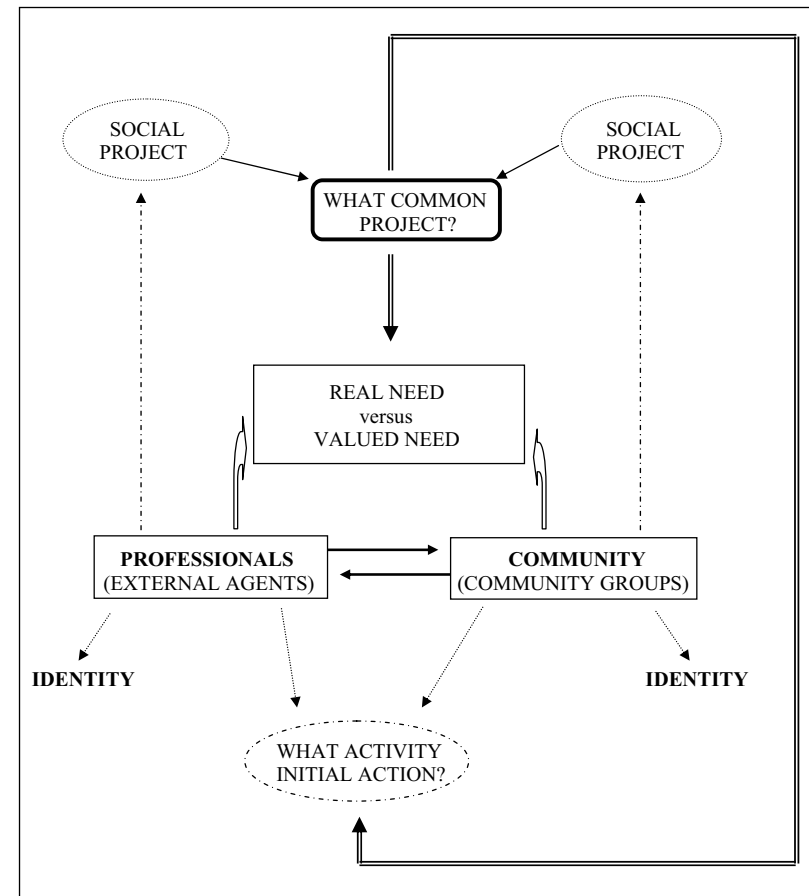 SOCIAL
PROJECT
SOCIAL
PROJECT
WHAT COMMON
PROJECT?
REAL NEED
versus
VALUED NEED
PROFESSIONALS
(EXTERNAL AGENTS)
COMMUNITY
(COMMUNITY GROUPS)
IDENTITY
IDENTITY
WHAT ACTIVITY
INITIAL ACTION?